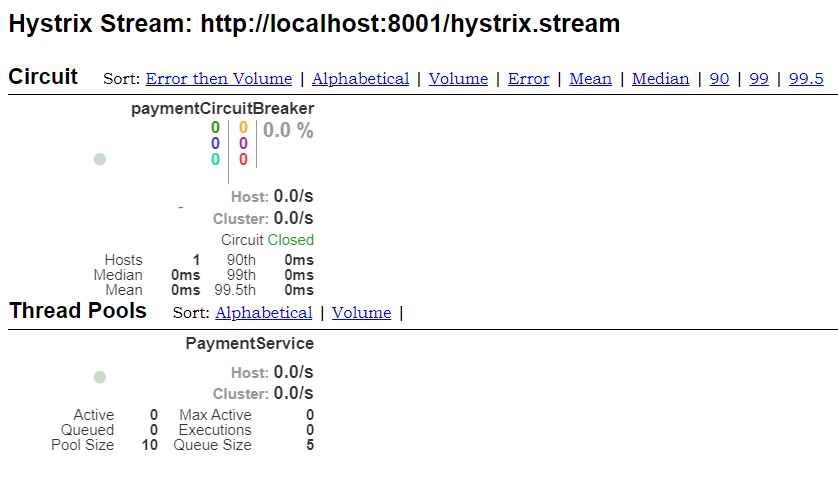 Hystrix Stream: http://localhost:8001/hystrix.stream
Circuit Sort: Error then Volume | Alphabetical | Volume | Error | Mean | Median | 90 | 99 | 99.5
paymentCircuitBreaker
0 0 0.0 %
0 0
0 0
Host: 0.0/s
-
Cluster: 0.0/s
Circuit Closed
Hosts 1 90th 0ms
Median 0ms 99th 0ms
Mean 0ms 99.5th 0ms
Thread Pools Sort: Alphabetical | Volume |
PaymentService
Host: 0.0/s
Cluster: 0.0/s
Active 0 Max Active 0
Queued 0 Executions 0
Pool Size 10 Queue Size 5